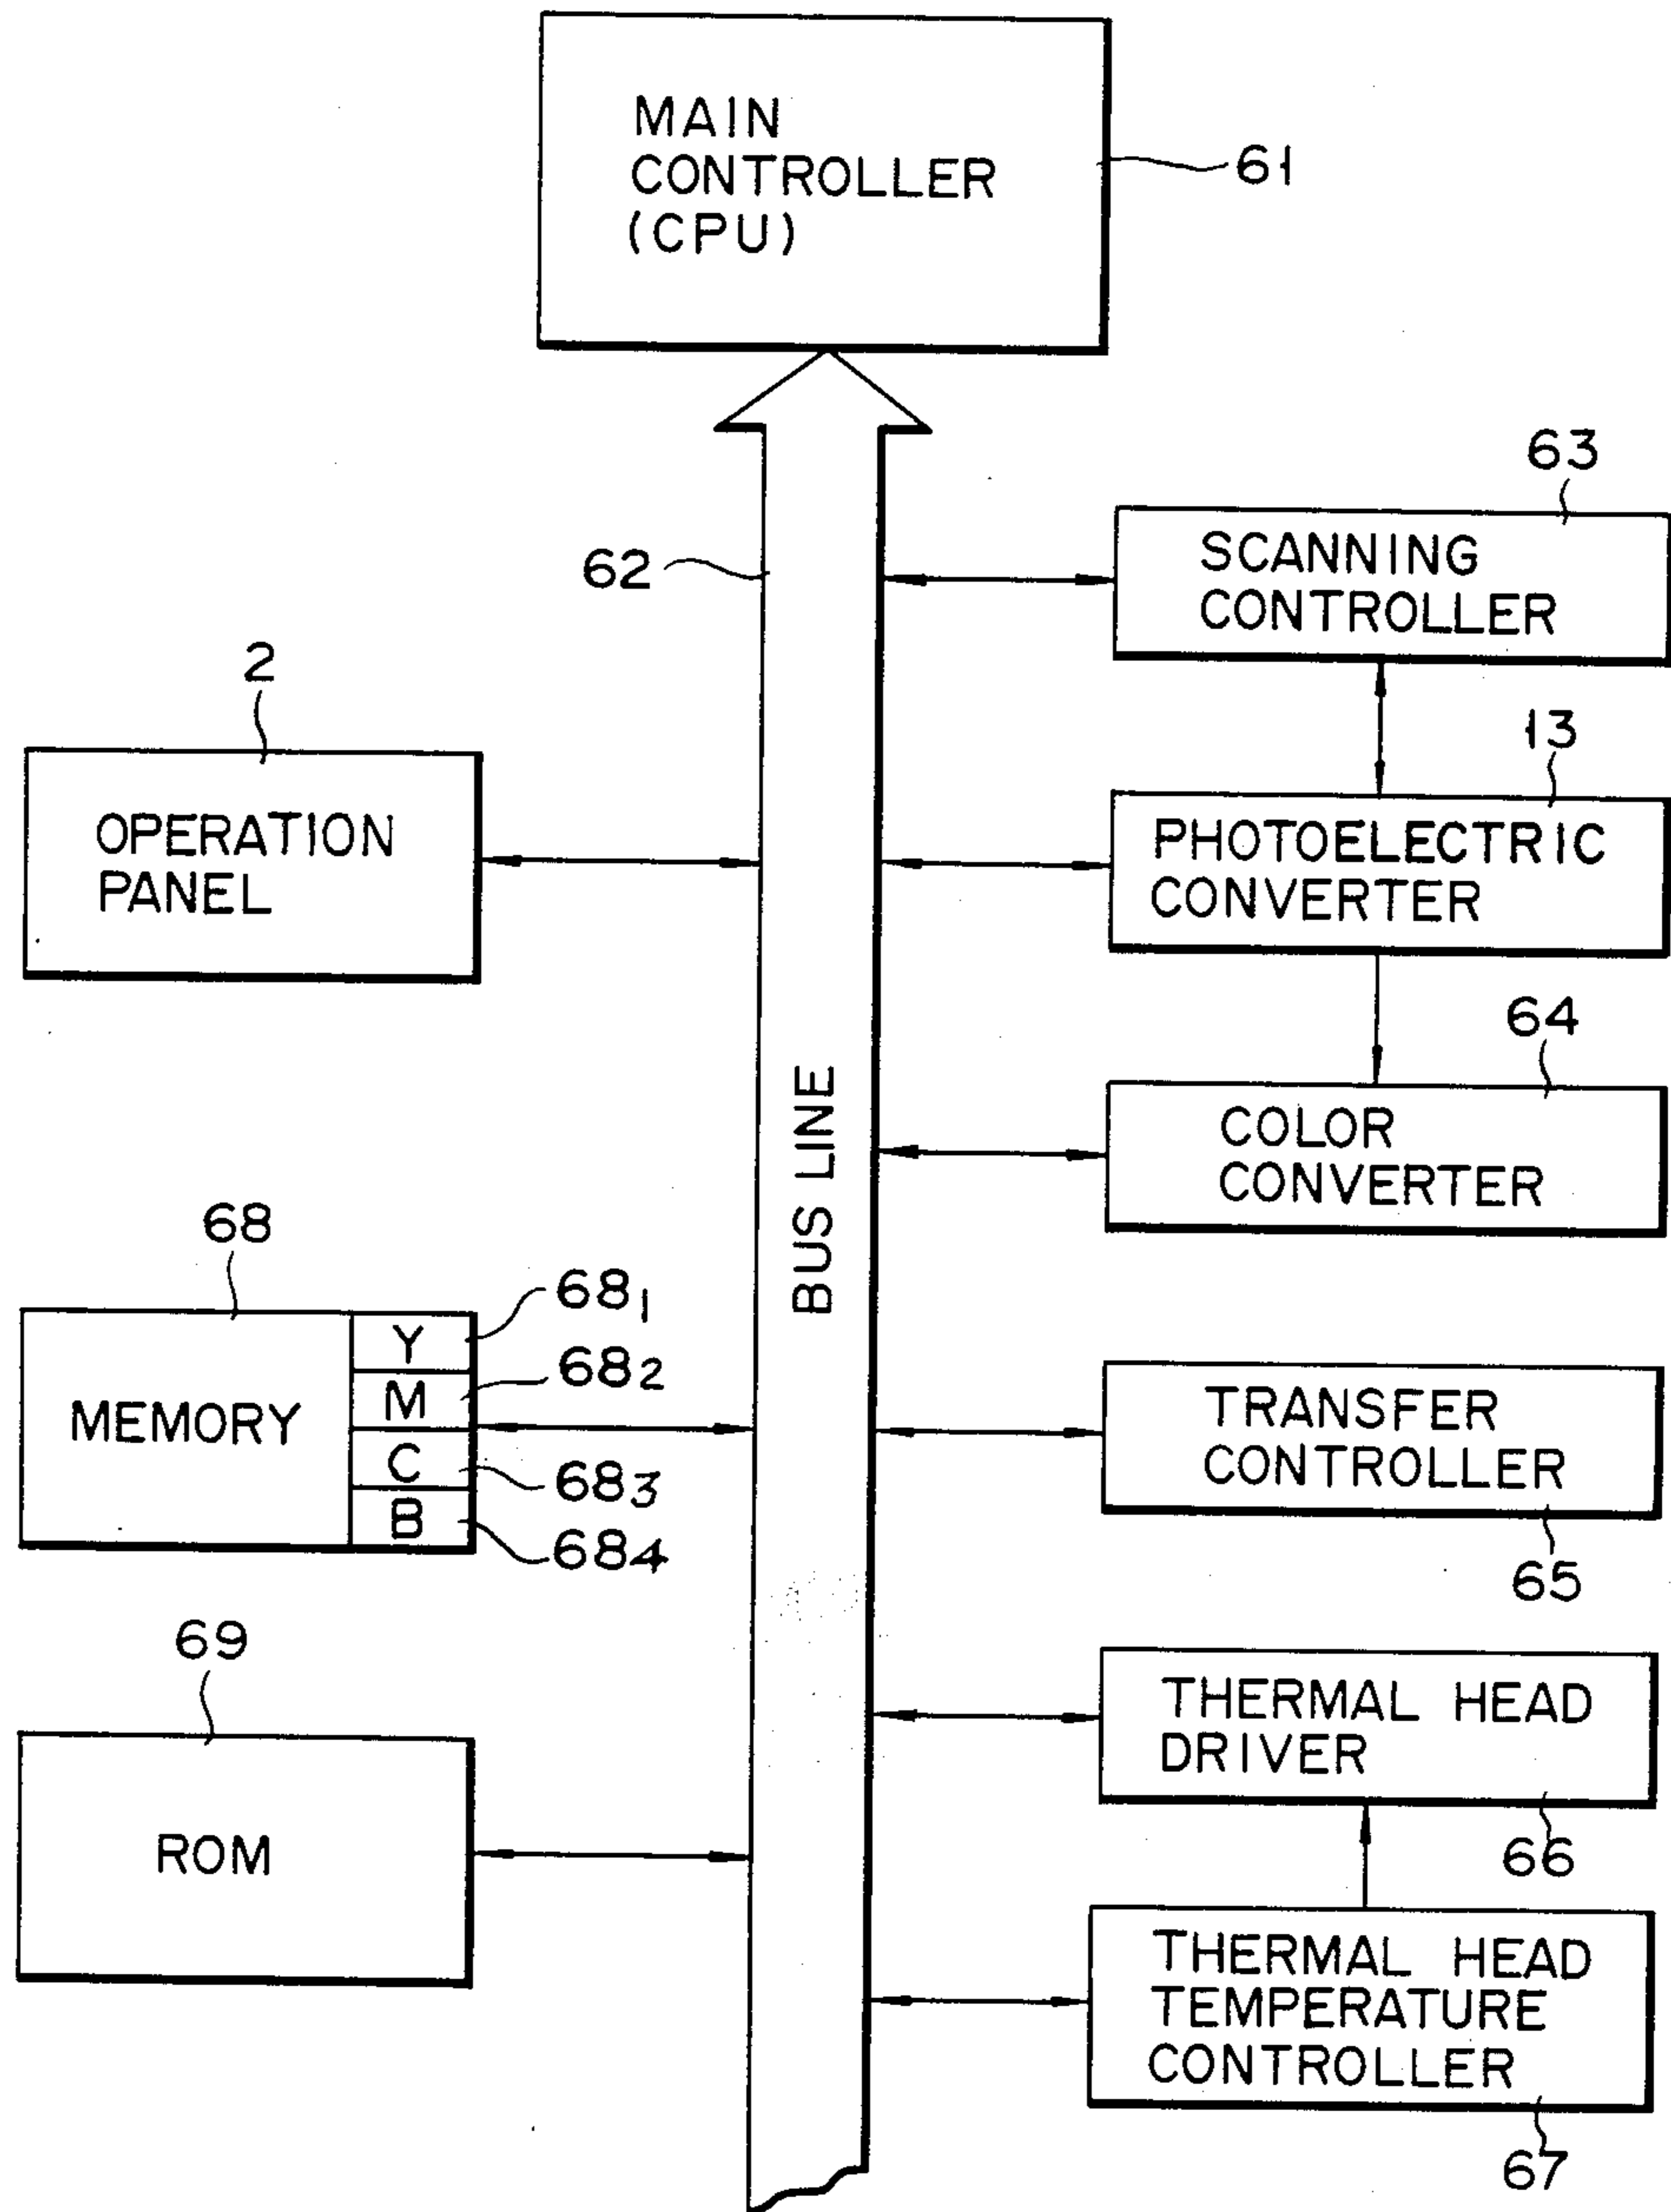 MAIN
CONTROLLER
(CPU)
61
62
63
SCANNING
CONTROLLER
2
OPERATION
PANEL
13
PHOTOELECTRIC
CONVERTER
64
COLOR
CONVERTER
BUS LINE
68
MEMORY
Y
M
C
B
68₁
68₂
68₃
68₄
TRANSFER
CONTROLLER
65
69
ROM
THERMAL HEAD
DRIVER
66
THERMAL HEAD
TEMPERATURE
CONTROLLER
67